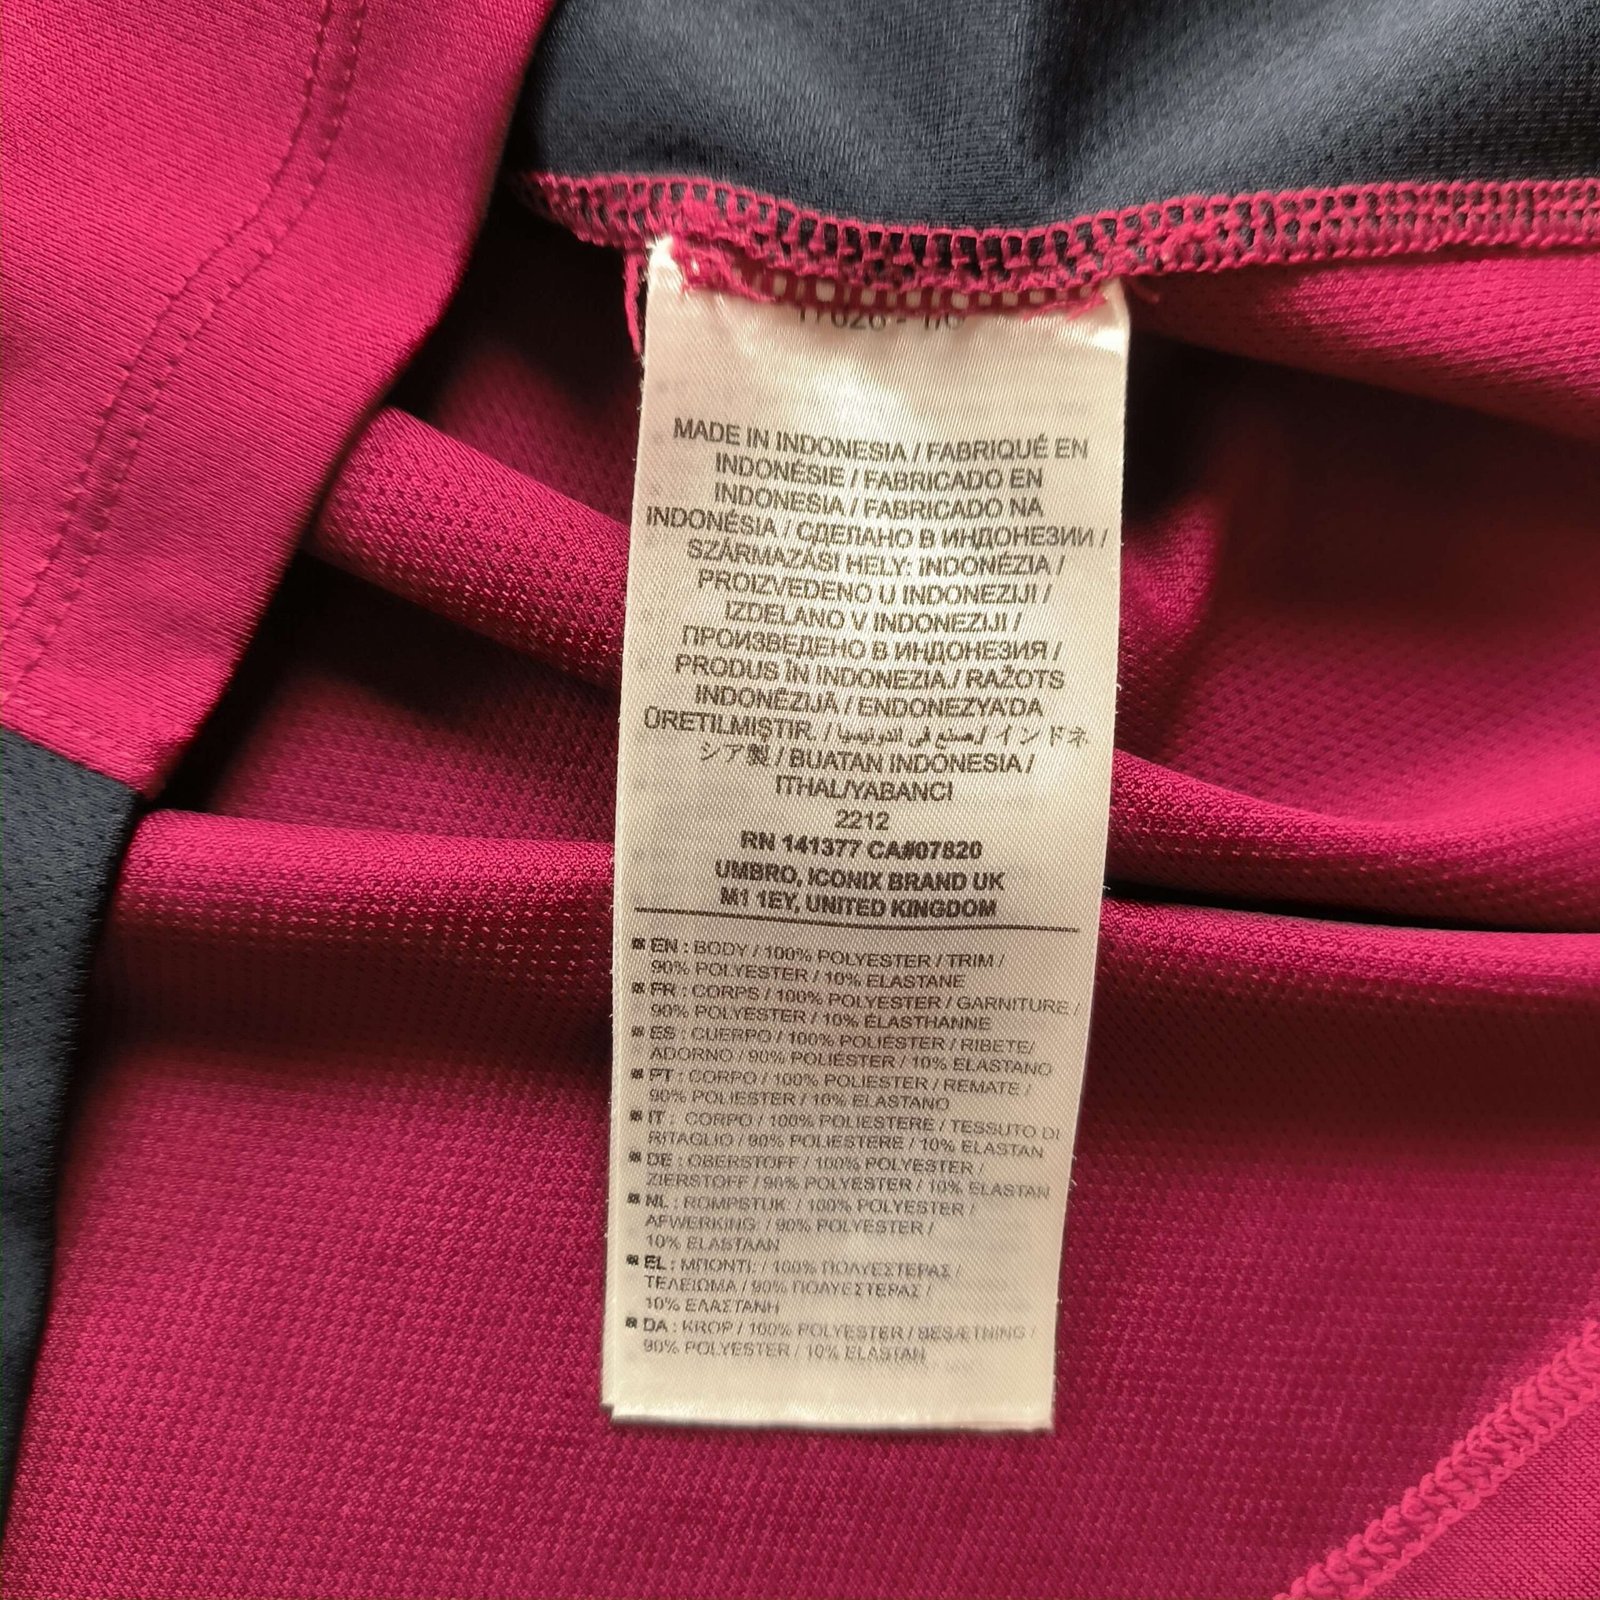 MADE IN INDONESIA / FABRIQUÉ EN
INDONÉSIE / FABRICADO EN
INDONESIA / FABRICADO NA
INDONÉSIA / СДЕЛАНО В ИНДОНЕЗИИ /
SZÁRMAZÁSI HELY: INDONÉZIA /
PROIZVEDENO U INDONEZIJI /
IZDELANO V INDONEZIJI /
ПРОИЗВЕДЕНО В ИНДОНЕЗИЯ /
PRODUS ÎN INDONEZIA./ RAŽOTS
INDONĒZIJĀ / ENDONEZYA'DA
ÜRETILMIŞTIR. / صنع في اندونيسيا / インドネ
シア製 / BUATAN INDONESIA /
ITHAL/YABANCI
2212
RN 141377 CA#07820
UMBRO, ICONIX BRAND UK
M1 1EY, UNITED KINGDOM
EN : BODY / 100% POLYESTER / TRIM /
90% POLYESTER / 10% ELASTANE
FR : CORPS / 100% POLYESTER / GARNITURE /
90% POLYESTER / 10% ÉLASTHANNE
ES : CUERPO / 100% POLIÉSTER / RIBETE/
ADORNO / 90% POLIÉSTER / 10% ELASTANO
PT : CORPO / 100% POLIESTER / REMATE /
90% POLIESTER / 10% ELASTANO
IT : CORPO / 100% POLIESTERE / TESSUTO DI
RITAGLIO / 90% POLIESTERE / 10% ELASTAN
DE : OBERSTOFF / 100% POLYESTER /
ZIERSTOFF / 90% POLYESTER / 10% ELASTAN
NL : ROMPSTUK / 100% POLYESTER /
AFWERKING / 90% POLYESTER /
10% ELASTAAN
EL : ΜΠΟΝΤΙ / 100% ΠΟΛΥΕΣΤΕΡΑΣ /
ΤΕΛΕΙΩΜΑ / 90% ΠΟΛΥΕΣΤΕΡΑΣ /
10% ΕΛΑΣΤΑΝΗ
DA : KROP / 100% POLYESTER / BESÆTNING /
90% POLYESTER / 10% ELASTAN